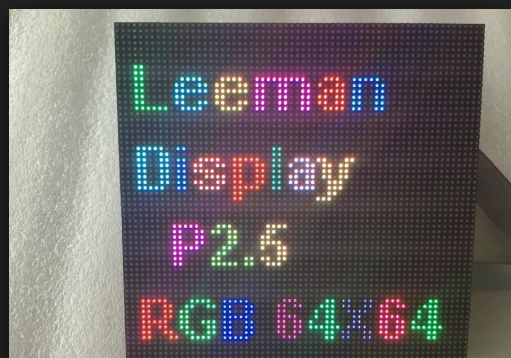 Leeman
Display
P2.5
RGB 64X64